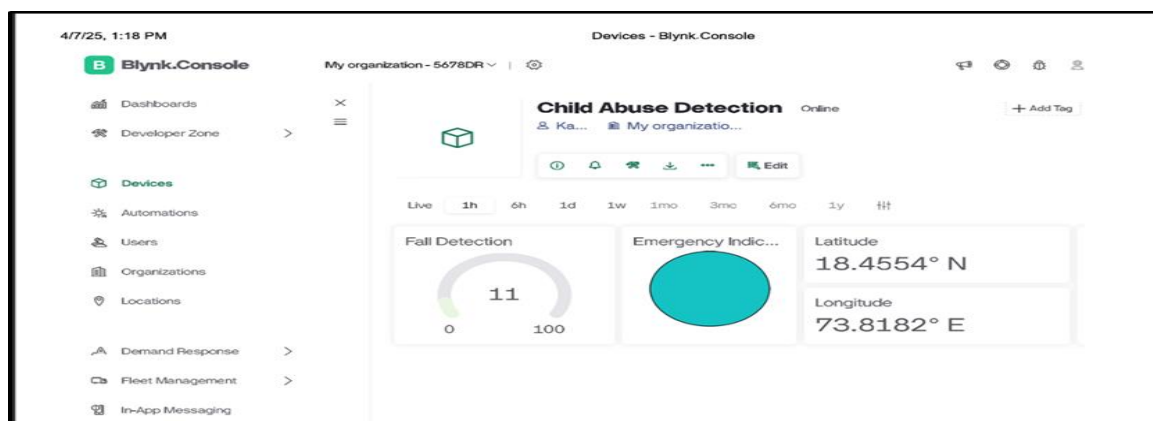 4/7/25, 1:18 PM
Devices - Blynk.Console
B
Blynk.Console
My organization - 5678DR
Dashboards
Developer Zone
Devices
Automations
Users
Organizations
Locations
Demand Response
Fleet Management
In-App Messaging
Child Abuse Detection
Online
Add Tag
Ka...
My organizatio...
Edit
Live 1h 6h 1d 1w 1mo 3mo 6mo 1y
Fall Detection
11
0 100
Emergency Indic...
Latitude
18.4554° N
Longitude
73.8182° E